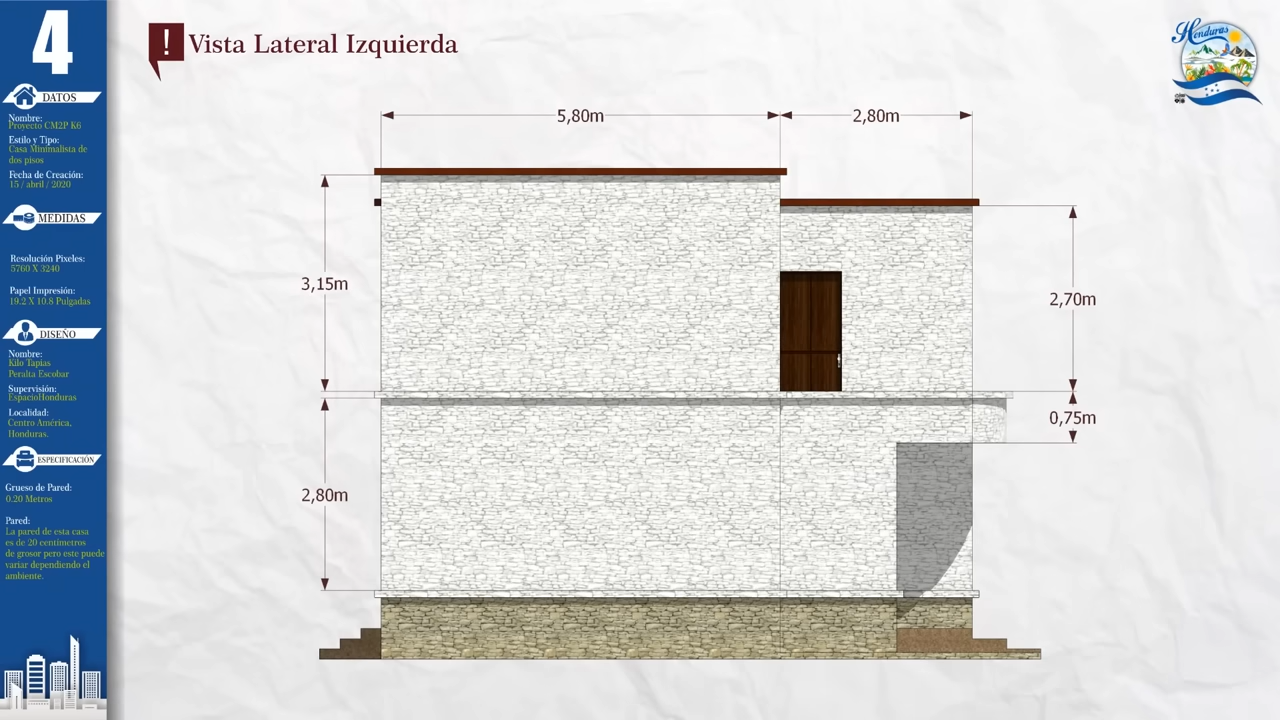 4
DATOS
Nombre:
Proyecto CM2P K6
Estilo y Tipo:
Casa Minimalista de
dos pisos
Fecha de Creación:
15 / abril / 2020
MEDIDAS
Resolución Pixeles:
5760 X 3240
Papel Impresión:
19.2 X 10.8 Pulgadas
DISEÑO
Nombre:
Kilo Tapias
Peralta Escobar
Supervisión:
EspacioHonduras
Localidad:
Centro América,
Honduras.
ESPECIFICACIÓN
Grueso de Pared:
0.20 Metros
Pared:
La pared de esta casa
es de 20 centímetros
de grosor pero este puede
variar dependiendo el
ambiente.
! Vista Lateral Izquierda
Honduras
5,80m
2,80m
3,15m
2,70m
0,75m
2,80m